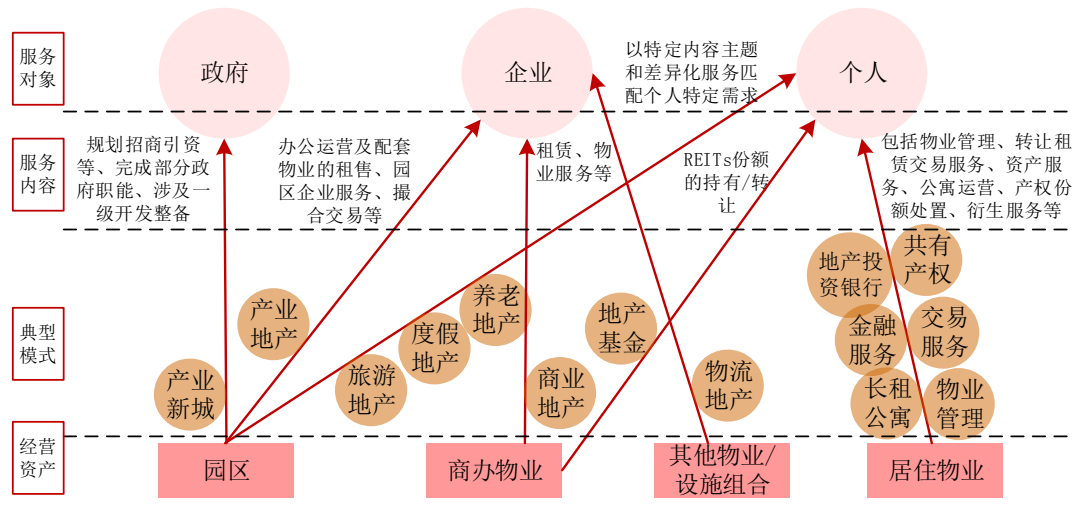 服务
对象
政府
企业
以特定内容主题
和差异化服务匹
配个人特定需求
个人
服务
内容
规划招商引资
等、完成部分政
府职能、涉及一
级开发整备
办公运营及配套
物业的租售、园
区企业服务、撮
合交易等
租赁、物
业服务等
REITs份额
的持有/转
让
包括物业管理、转让租
赁交易服务、资产服
务、公寓运营、产权份
额处置、衍生服务等
典型
模式
产业
新城
产业
地产
旅游
地产
度假
地产
养老
地产
商业
地产
地产
基金
物流
地产
地产投
资银行
共有
产权
金融
服务
交易
服务
长租
公寓
物业
管理
经营
资产
园区
商办物业
其他物业/
设施组合
居住物业